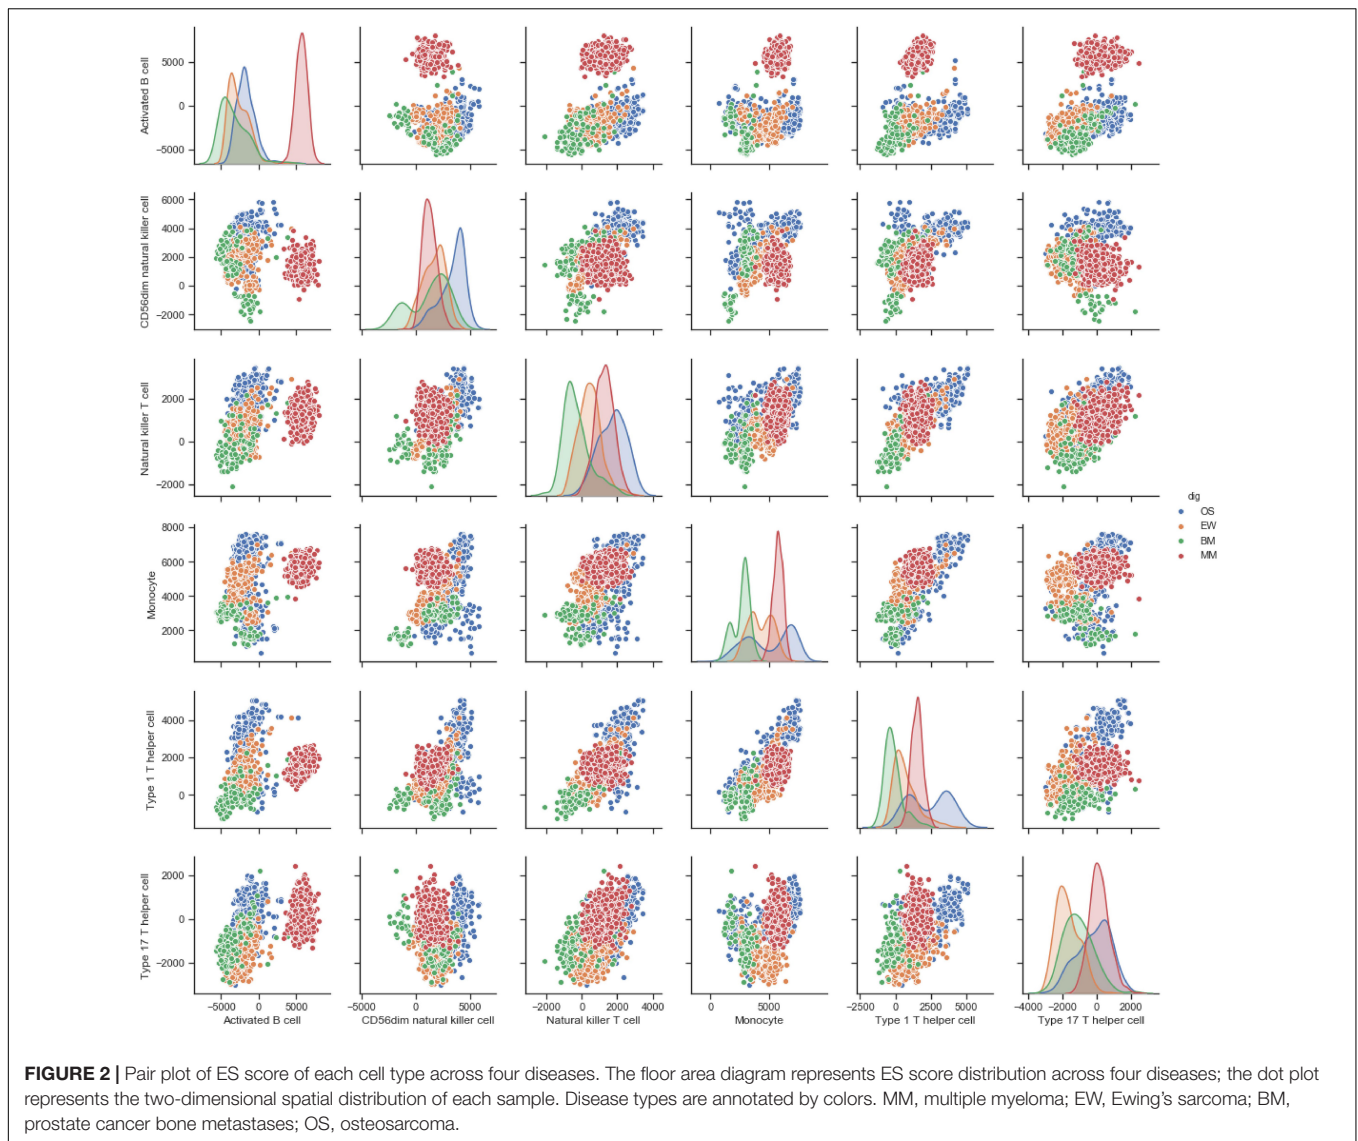 5000
0
−5000
Activated B cell
6000
4000
2000
0
−2000
CD56dim natural killer cell
2000
0
−2000
Natural killer T cell
8000
6000
4000
2000
Monocyte
4000
2000
0
Type 1 T helper cell
2000
0
−2000
Type 17 T helper cell
−5000 0 5000
Activated B cell
−5000 0 5000
CD56dim natural killer cell
−2000 0 2000 4000
Natural killer T cell
0 5000
Monocyte
−2500 0 2500 5000
Type 1 T helper cell
−4000 −2000 0 2000
Type 17 T helper cell
dig
OS
EW
BM
MM
FIGURE 2 | Pair plot of ES score of each cell type across four diseases. The floor area diagram represents ES score distribution across four diseases; the dot plot
represents the two-dimensional spatial distribution of each sample. Disease types are annotated by colors. MM, multiple myeloma; EW, Ewing's sarcoma; BM,
prostate cancer bone metastases; OS, osteosarcoma.